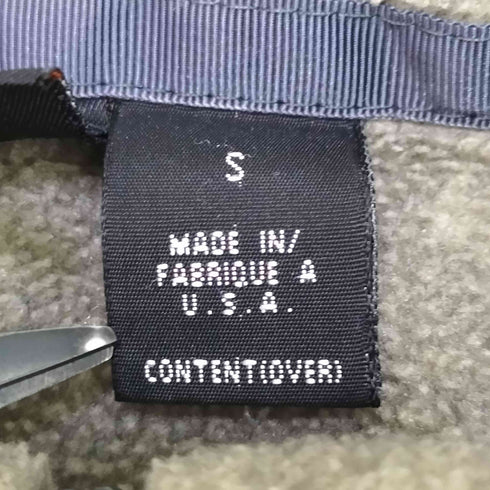 S
MADE IN/
FABRIQUE A
U.S.A.
CONTENT(OVER)